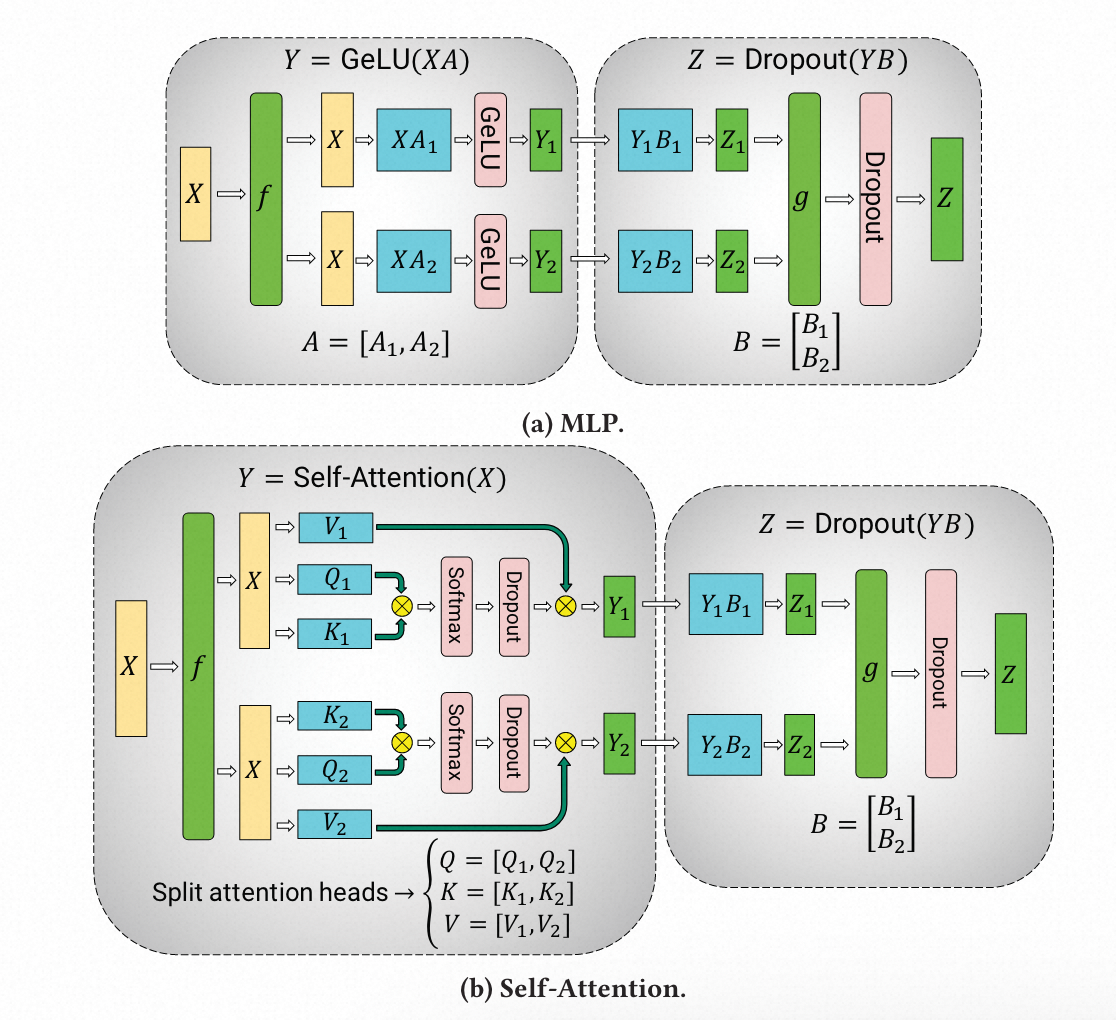 Y = GeLU(XA)
Z = Dropout(YB)
X
f
X
XA₁
GeLU
Y₁
Y₁B₁
Z₁
X
XA₂
GeLU
Y₂
Y₂B₂
Z₂
g
Dropout
Z
A = [A₁, A₂]
B = [B₁
B₂]
(a) MLP.
Y = Self-Attention(X)
Z = Dropout(YB)
X
f
X
V₁
Q₁
K₁
Softmax
Dropout
Y₁
Y₁B₁
Z₁
X
K₂
Q₂
V₂
Softmax
Dropout
Y₂
Y₂B₂
Z₂
g
Dropout
Z
B = [B₁
B₂]
Split attention heads → { Q = [Q₁, Q₂]
K = [K₁, K₂]
V = [V₁, V₂]
(b) Self-Attention.